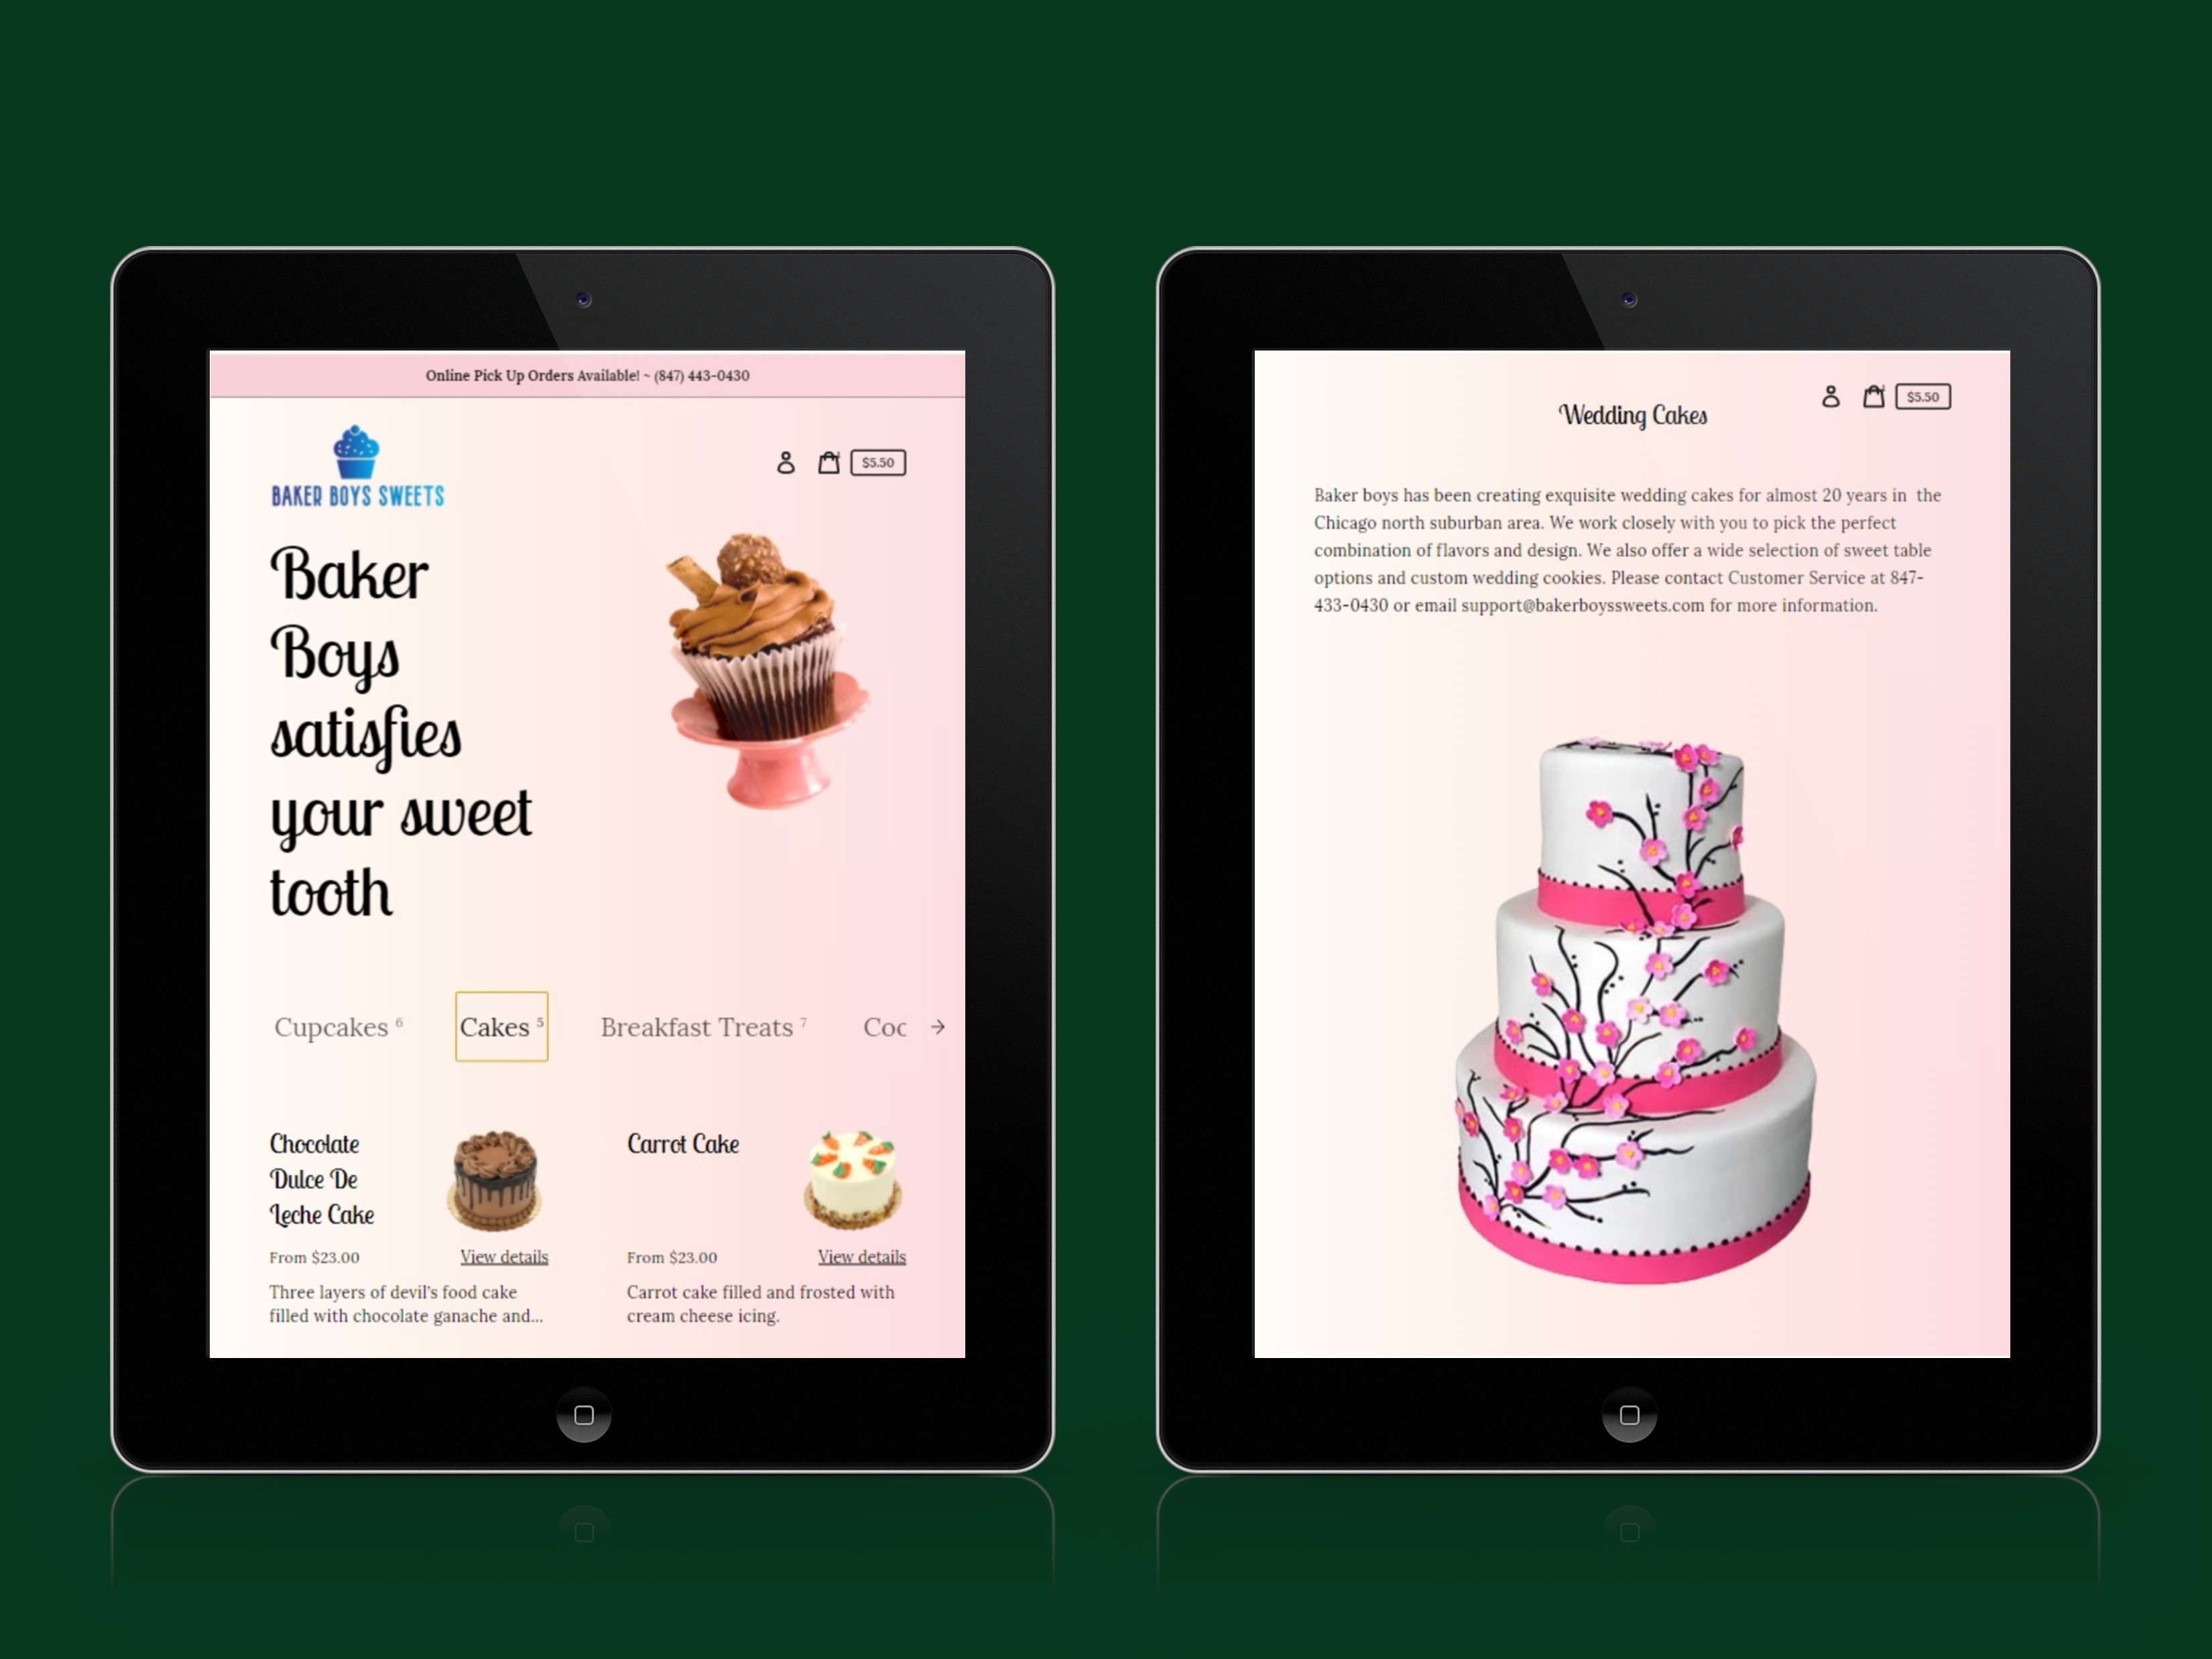 Online Pick Up Orders Available! ~ (847) 443-0430
BAKER BOYS SWEETS
$5.50
Baker
Boys
satisfies
your sweet
tooth
Cupcakes 6
Cakes 5
Breakfast Treats 7
Coc
Chocolate
Dulce De
Leche Cake
From $23.00
View details
Three layers of devil's food cake
filled with chocolate ganache and...
Carrot Cake
From $23.00
View details
Carrot cake filled and frosted with
cream cheese icing.
$5.50
Wedding Cakes
Baker boys has been creating exquisite wedding cakes for almost 20 years in the
Chicago north suburban area. We work closely with you to pick the perfect
combination of flavors and design. We also offer a wide selection of sweet table
options and custom wedding cookies. Please contact Customer Service at 847-
433-0430 or email support@bakerboyssweets.com for more information.